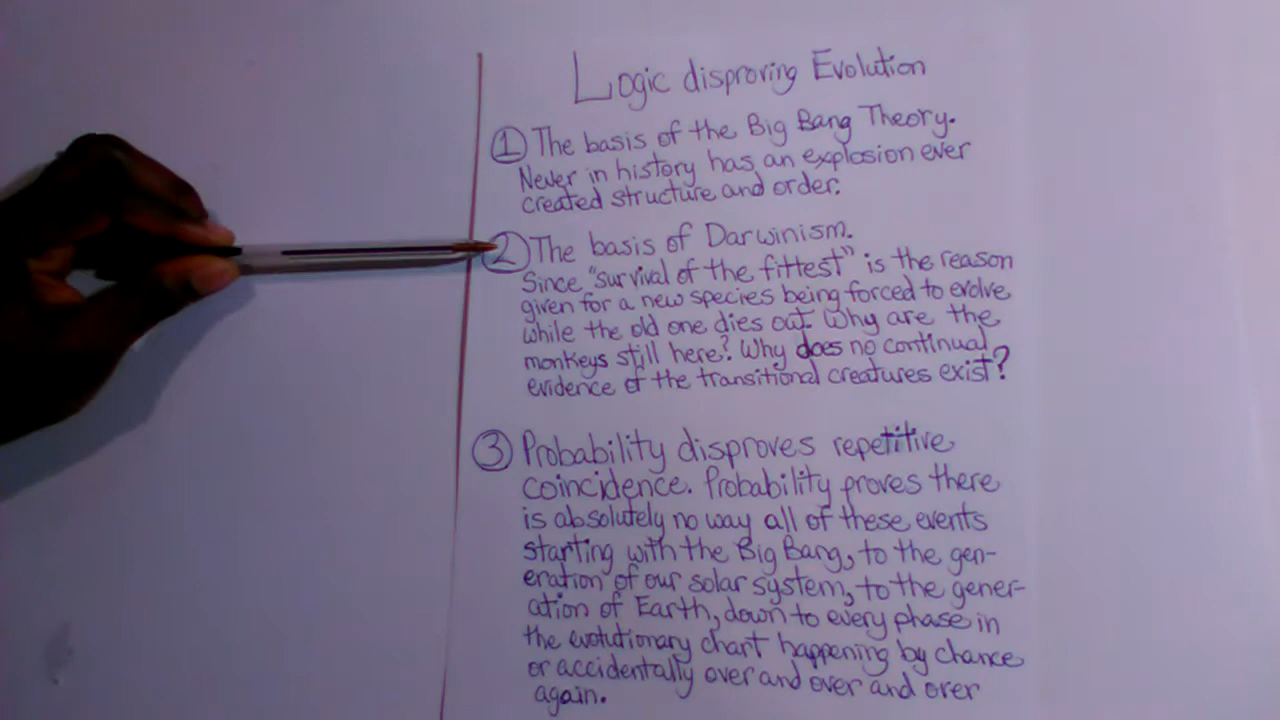 Logic disproving Evolution
① The basis of the Big Bang Theory.
Never in history has an explosion ever
created structure and order.
② The basis of Darwinism.
Since "survival of the fittest" is the reason
given for a new species being forced to evolve
while the old one dies out. Why are the
monkeys still here? Why does no continual
evidence of the transitional creatures exist?
③ Probability disproves repetitive
coincidence. Probability proves there
is absolutely no way all of these events
starting with the Big Bang, to the gen-
eration of our solar system, to the gener-
ation of Earth, down to every phase in
the evolutionary chart happening by chance
or accidentally over and over and over
again.